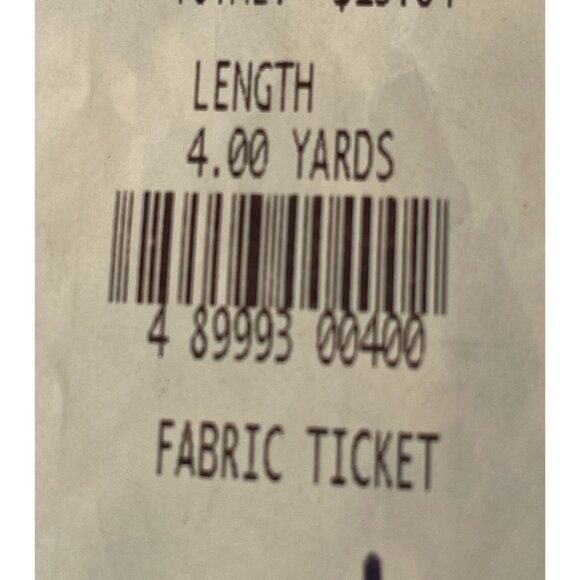 LENGTH
4.00 YARDS
4 89993 00400
FABRIC TICKET